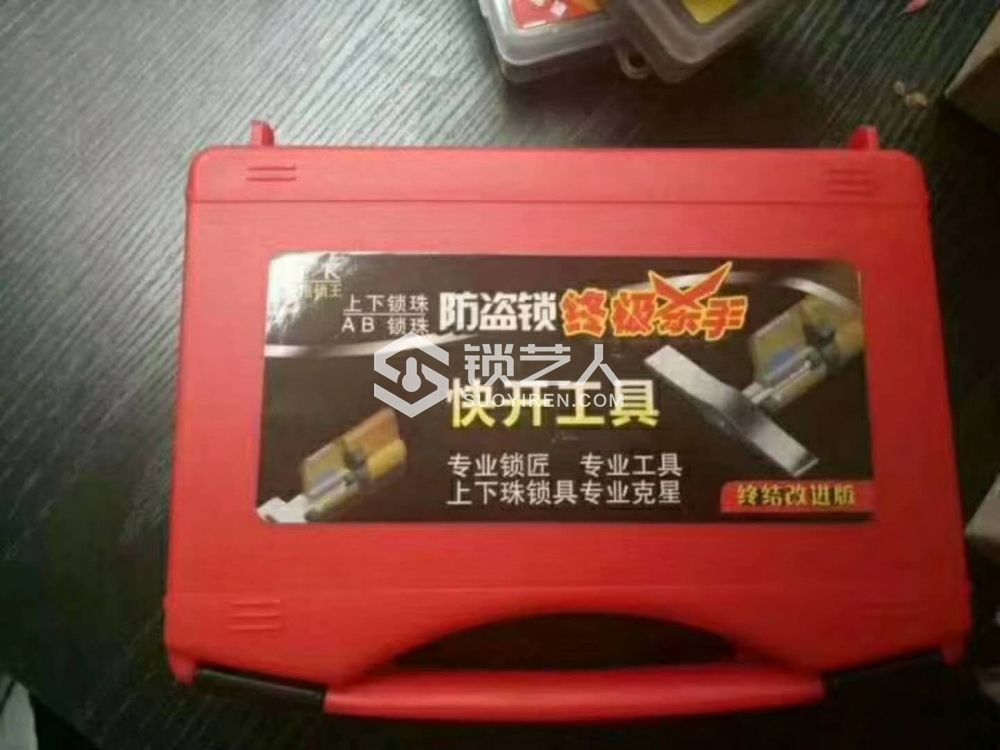 K
锁王
上下锁珠
AB 锁珠
防盗锁终极杀手
锁艺人
SUOYIREN.COM
快开工具
专业锁匠 专业工具
上下珠锁具专业克星
终结改进版